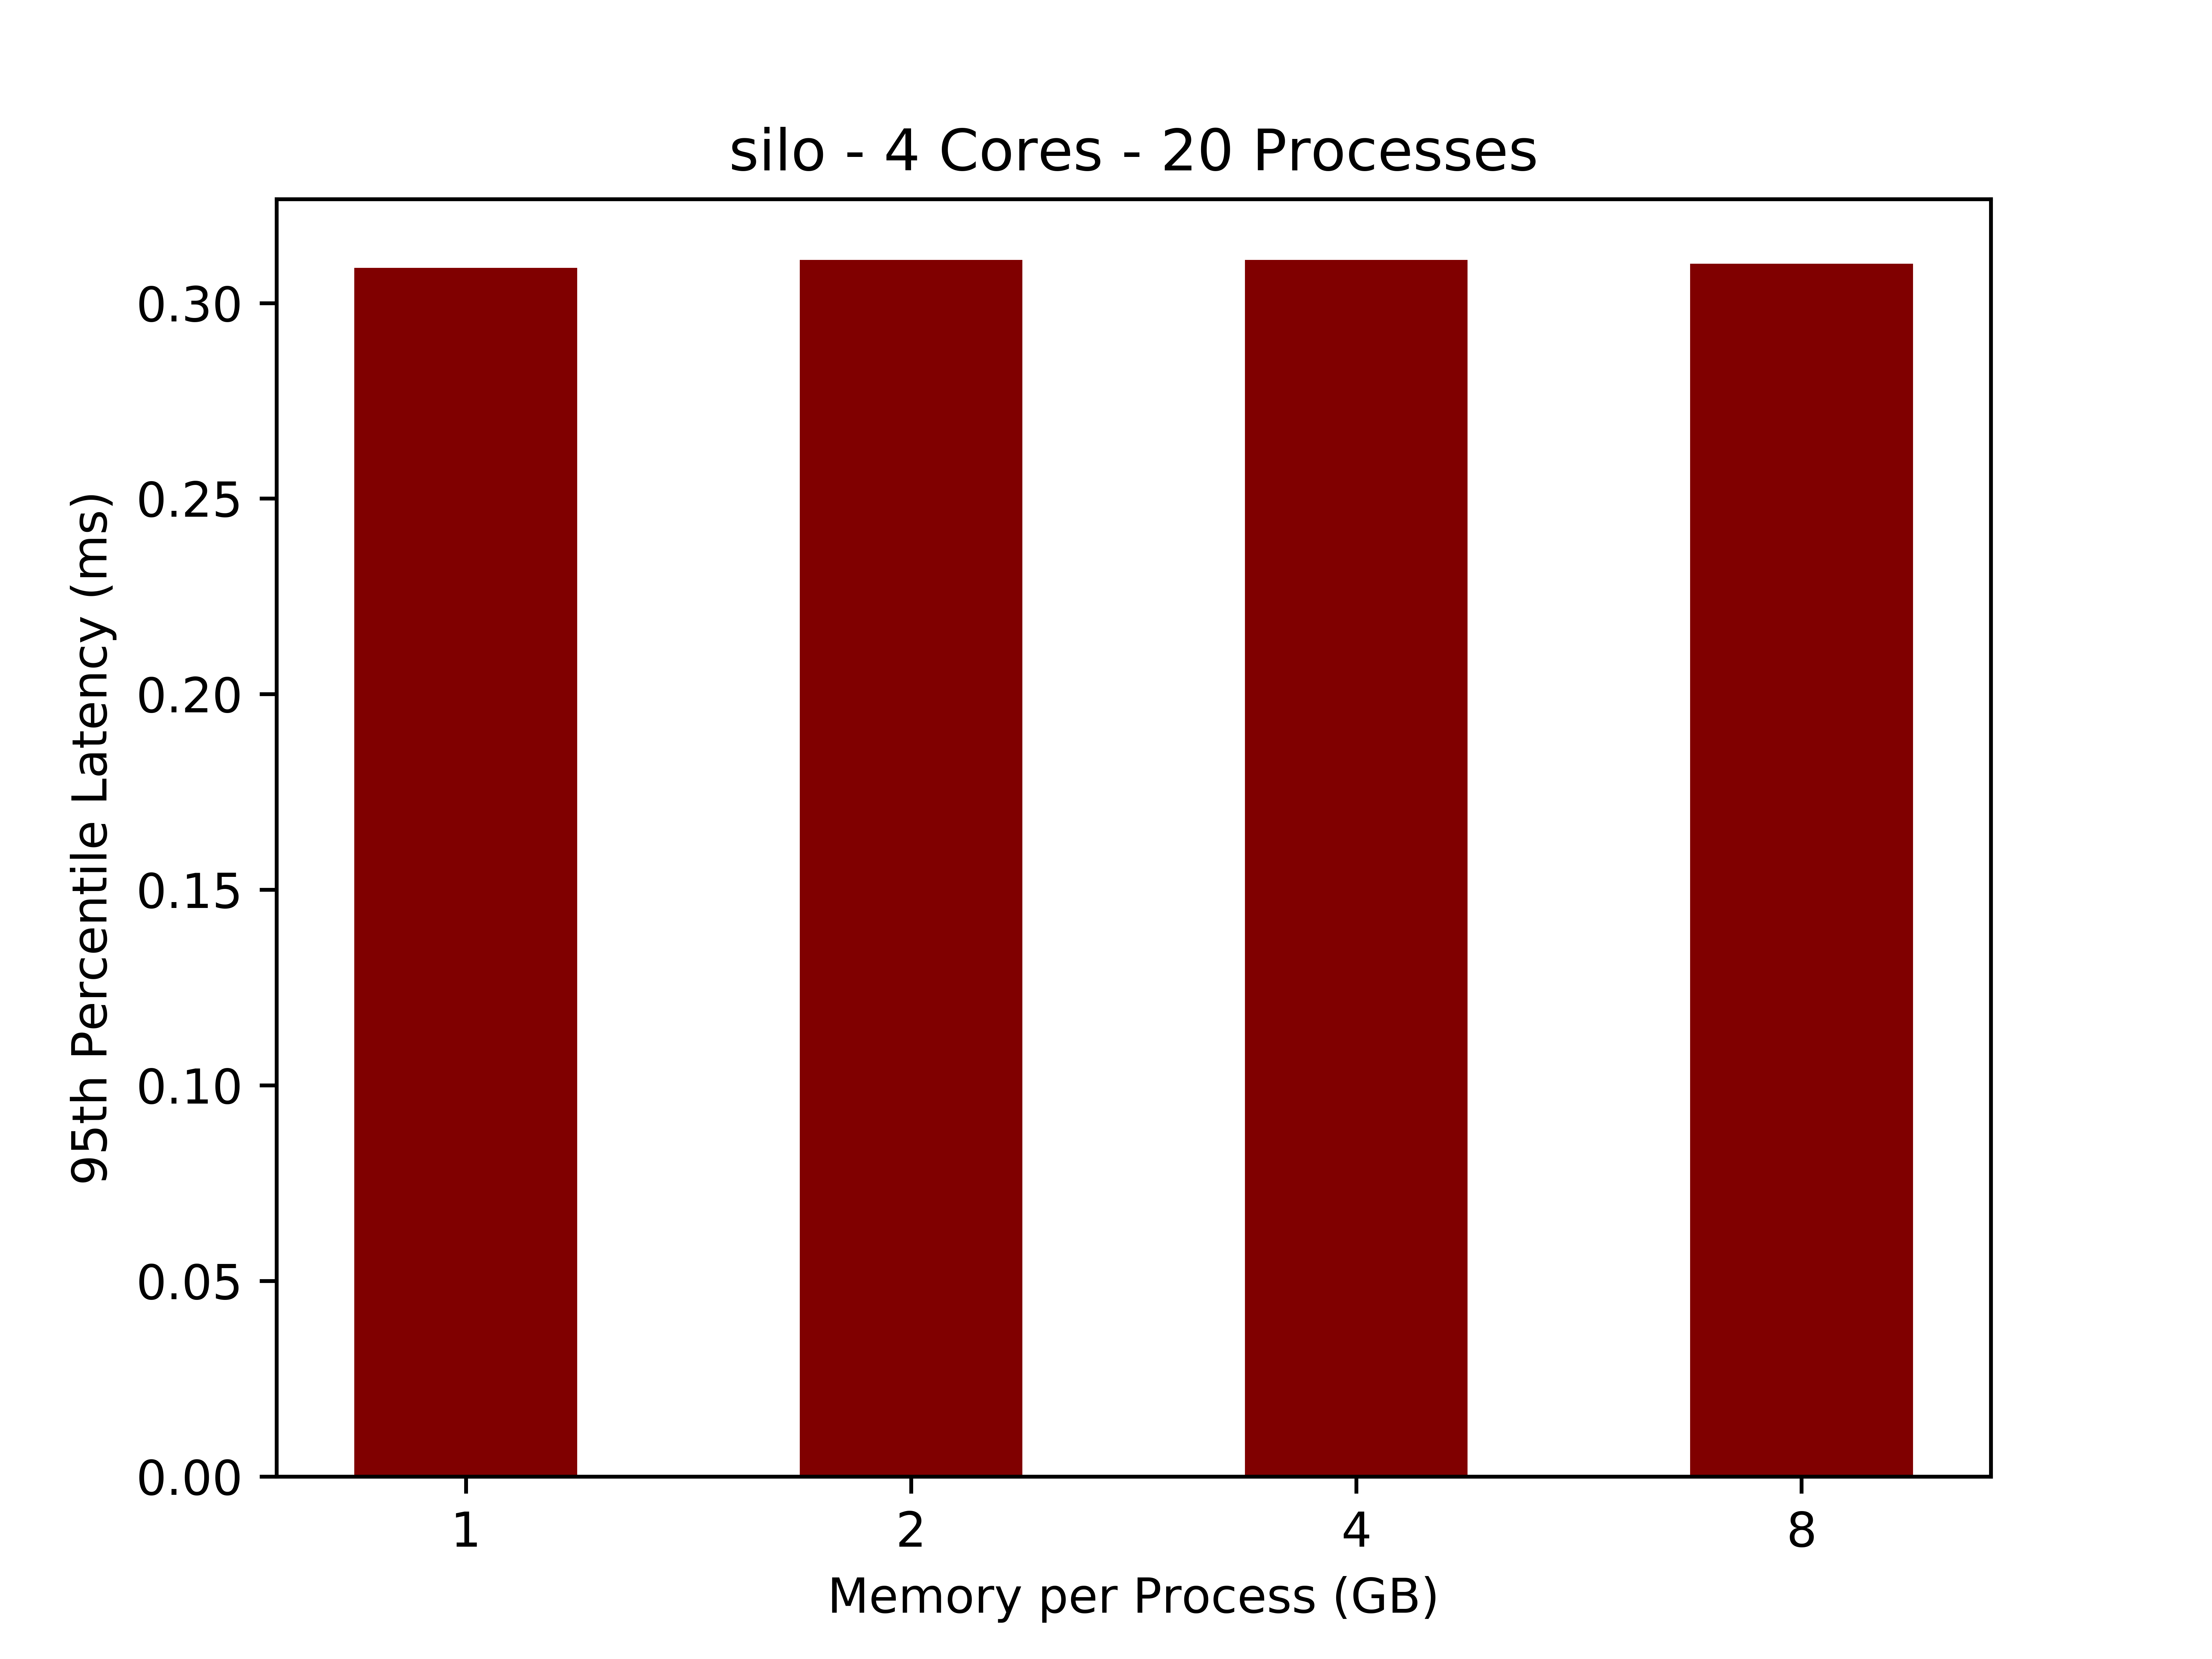 silo - 4 Cores - 20 Processes
95th Percentile Latency (ms)
0.30
0.25
0.20
0.15
0.10
0.05
0.00
1 2 4 8
Memory per Process (GB)